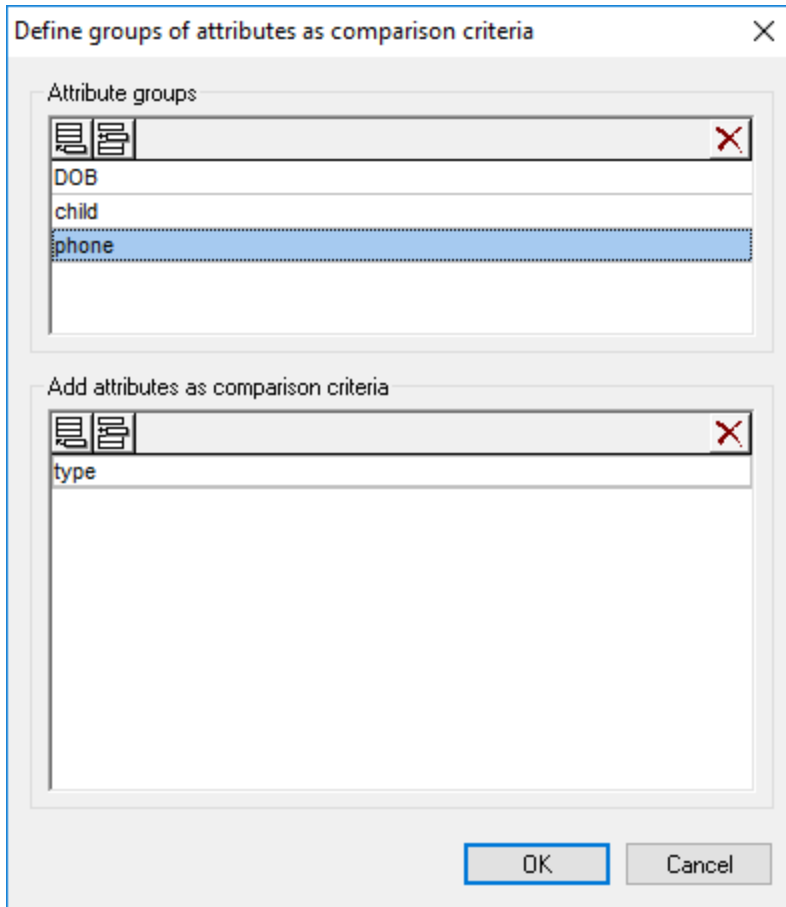 Define groups of attributes as comparison criteria
Attribute groups
DOB
child
phone
Add attributes as comparison criteria
type
OK Cancel